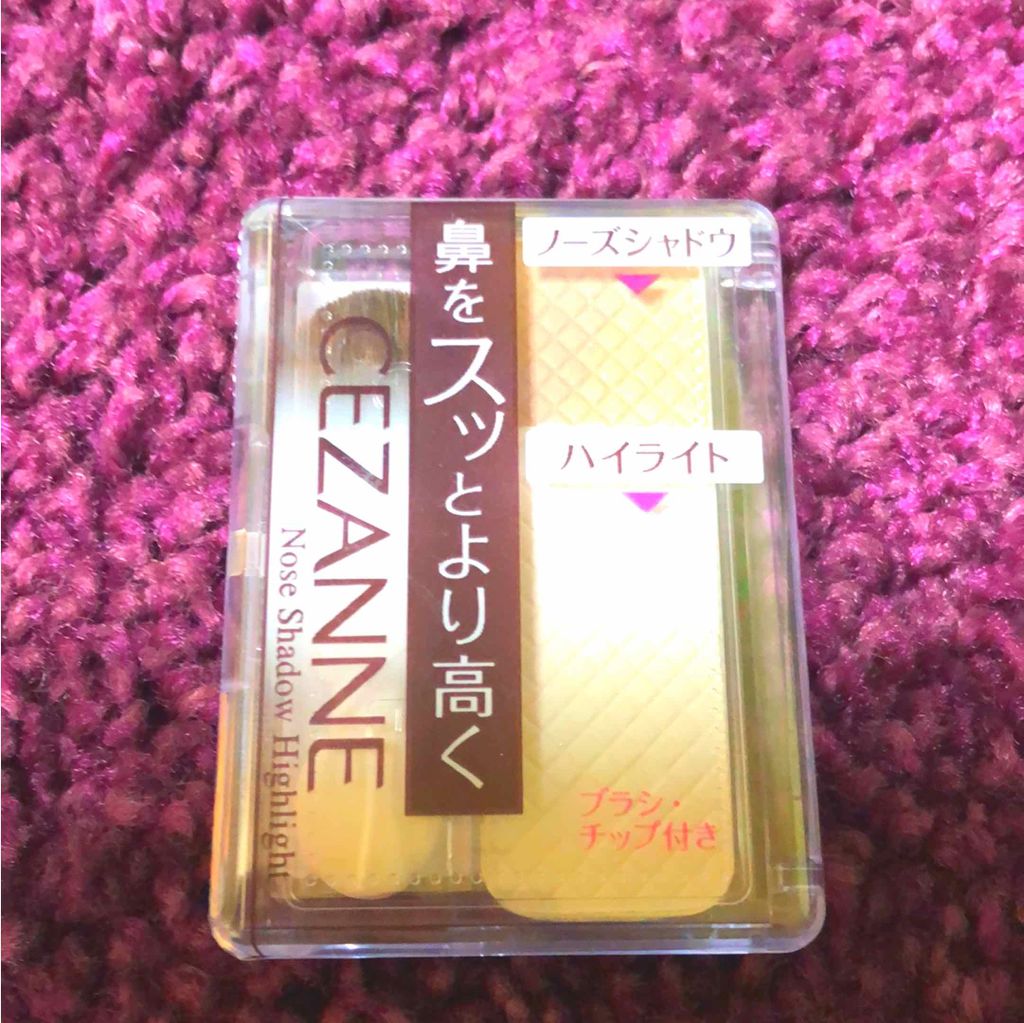 鼻をスッとより高く
ノーズシャドウ
ハイライト
CEZANNE
Nose Shadow Highlight
ブラシ・
チップ付き